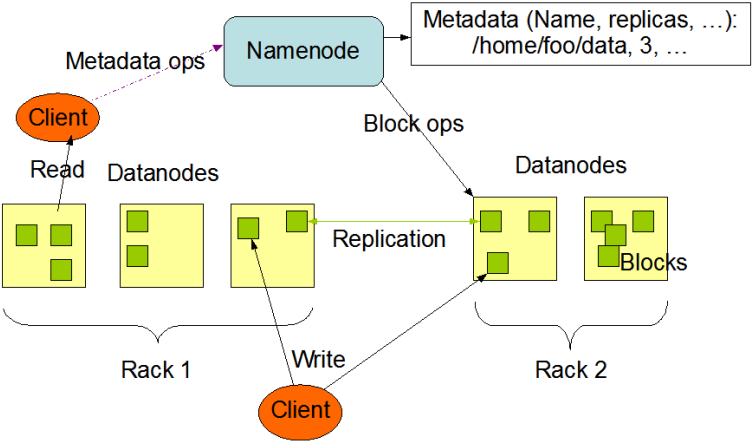 Metadata (Name, replicas, …):
/home/foo/data, 3, …
Namenode
Metadata ops
Client
Block ops
Read
Datanodes
Datanodes
Replication
Blocks
Rack 1
Write
Rack 2
Client